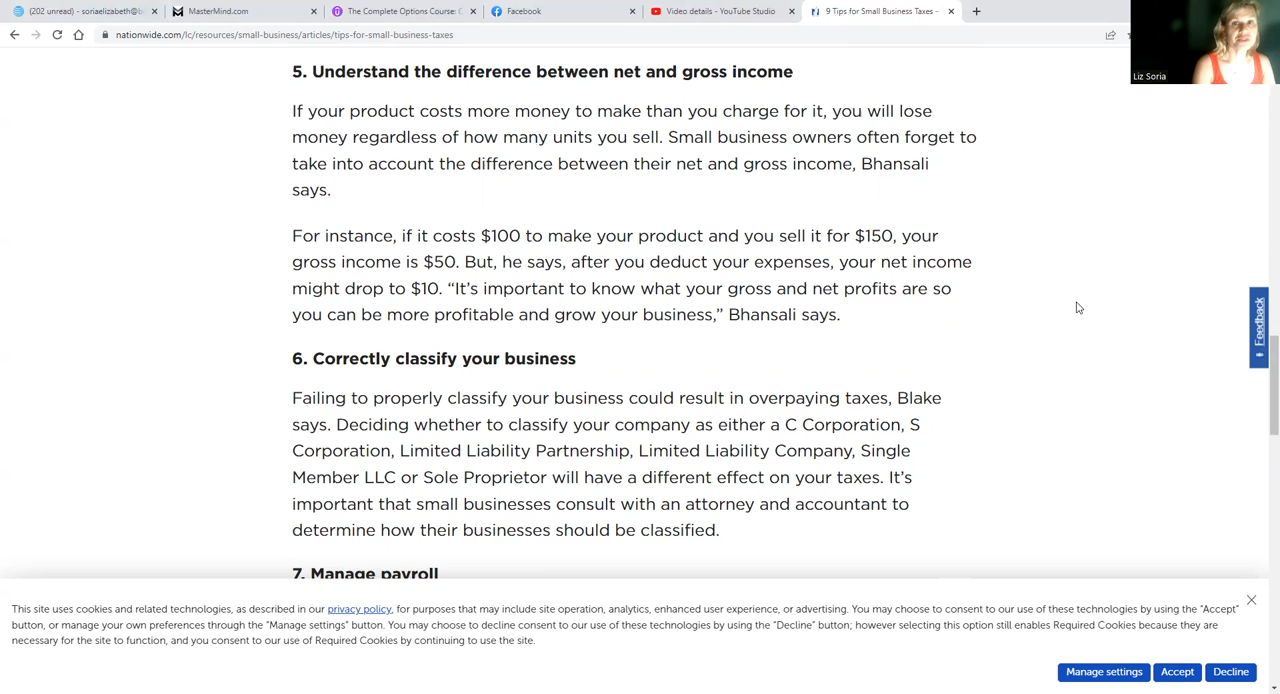 (202 unread) - soriaelizabeth@b
MasterMind.com
The Complete Options Course: C
Facebook
Video details - YouTube Studio
9 Tips for Small Business Taxes -
nationwide.com/lc/resources/small-business/articles/tips-for-small-business-taxes
Liz Soria
5. Understand the difference between net and gross income
If your product costs more money to make than you charge for it, you will lose
money regardless of how many units you sell. Small business owners often forget to
take into account the difference between their net and gross income, Bhansali
says.
For instance, if it costs $100 to make your product and you sell it for $150, your
gross income is $50. But, he says, after you deduct your expenses, your net income
might drop to $10. “It’s important to know what your gross and net profits are so
you can be more profitable and grow your business,” Bhansali says.
Feedback
6. Correctly classify your business
Failing to properly classify your business could result in overpaying taxes, Blake
says. Deciding whether to classify your company as either a C Corporation, S
Corporation, Limited Liability Partnership, Limited Liability Company, Single
Member LLC or Sole Proprietor will have a different effect on your taxes. It’s
important that small businesses consult with an attorney and accountant to
determine how their businesses should be classified.
7. Manage payroll
This site uses cookies and related technologies, as described in our privacy policy, for purposes that may include site operation, analytics, enhanced user experience, or advertising. You may choose to consent to our use of these technologies by using the "Accept"
button, or manage your own preferences through the "Manage settings" button. You may choose to decline consent to our use of these technologies by using the "Decline" button; however selecting this option still enables Required Cookies because they are
necessary for the site to function, and you consent to our use of Required Cookies by continuing to use the site.
Manage settings
Accept
Decline